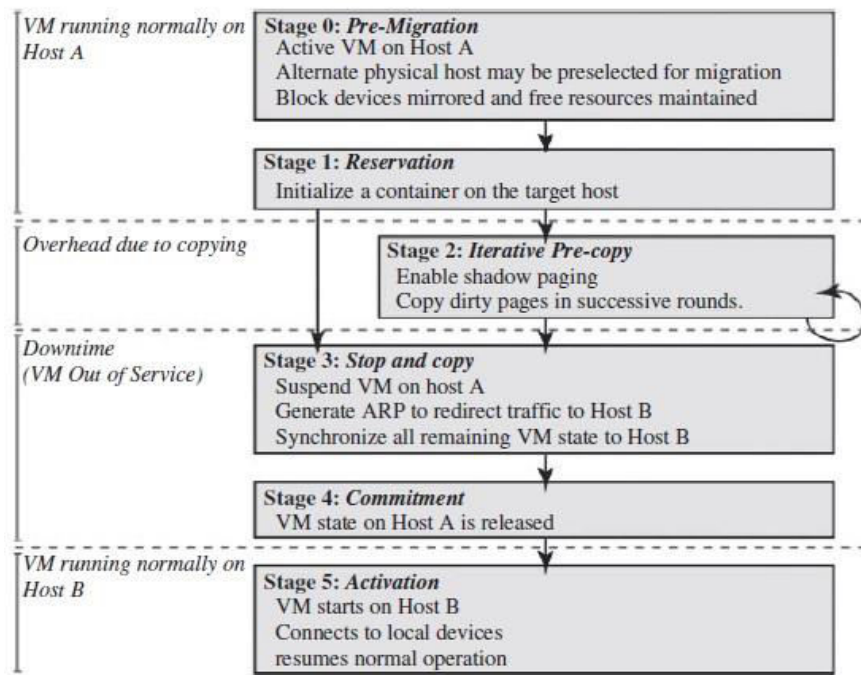 VM running normally on
Host A
Stage 0: Pre-Migration
Active VM on Host A
Alternate physical host may be preselected for migration
Block devices mirrored and free resources maintained
Stage 1: Reservation
Initialize a container on the target host
Overhead due to copying
Stage 2: Iterative Pre-copy
Enable shadow paging
Copy dirty pages in successive rounds.
Downtime
(VM Out of Service)
Stage 3: Stop and copy
Suspend VM on host A
Generate ARP to redirect traffic to Host B
Synchronize all remaining VM state to Host B
Stage 4: Commitment
VM state on Host A is released
VM running normally on
Host B
Stage 5: Activation
VM starts on Host B
Connects to local devices
resumes normal operation